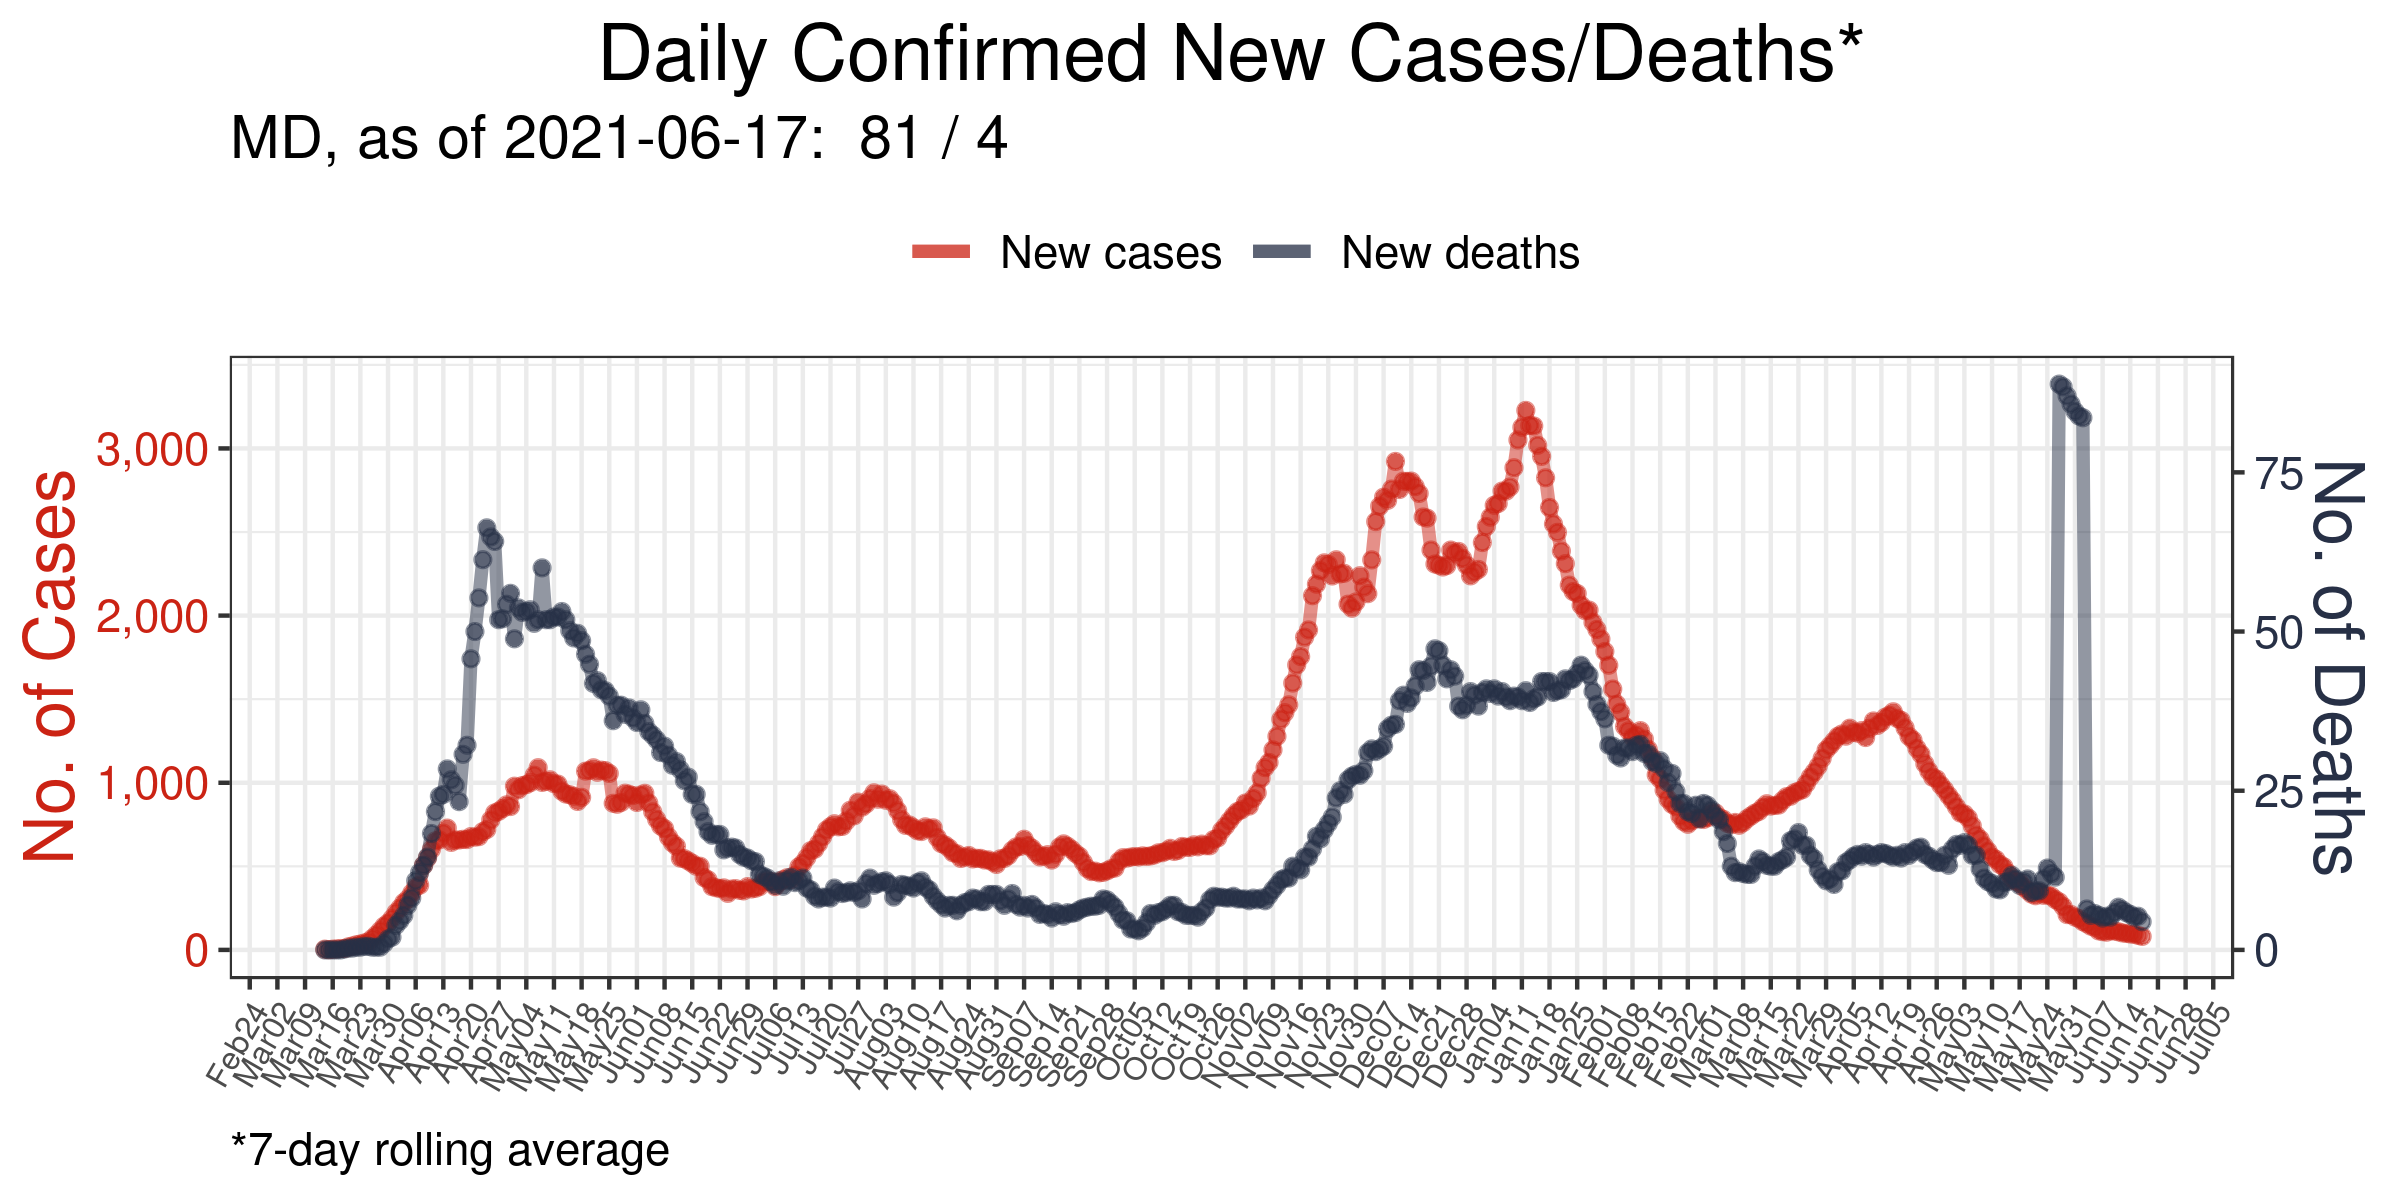 Daily Confirmed New Cases/Deaths*
MD, as of 2021-06-17:  81 / 4
New cases
New deaths
No. of Cases
3,000
2,000
1,000
0
75
50
25
0
No. of Deaths
Feb24
Mar02
Mar09
Mar16
Mar23
Mar30
Apr06
Apr13
Apr20
Apr27
May04
May11
May18
May25
Jun01
Jun08
Jun15
Jun22
Jun29
Jul06
Jul13
Jul20
Jul27
Aug03
Aug10
Aug17
Aug24
Aug31
Sep07
Sep14
Sep21
Sep28
Oct05
Oct12
Oct19
Oct26
Nov02
Nov09
Nov16
Nov23
Nov30
Dec07
Dec14
Dec21
Dec28
Jan04
Jan11
Jan18
Jan25
Feb01
Feb08
Feb15
Feb22
Mar01
Mar08
Mar15
Mar22
Mar29
Apr05
Apr12
Apr19
Apr26
May03
May10
May17
May24
May31
Jun07
Jun14
Jun21
Jun28
Jul05
*7-day rolling average